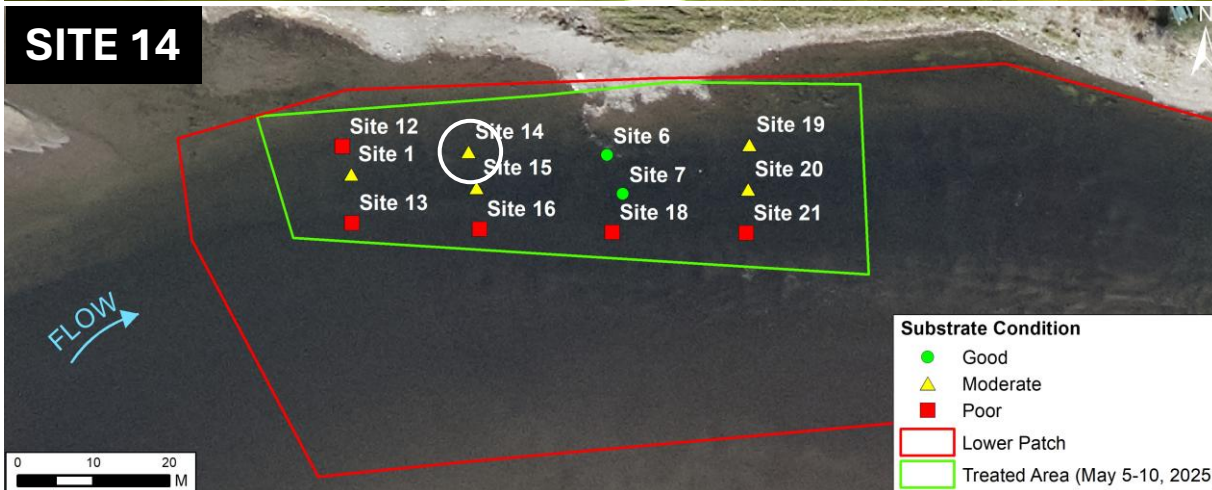 SITE 14
N
Site 12
Site 14
Site 6
Site 19
Site 1
Site 15
Site 7
Site 20
Site 13
Site 16
Site 18
Site 21
FLOW
Substrate Condition
Good
Moderate
Poor
Lower Patch
Treated Area (May 5-10, 2025
0 10 20
M